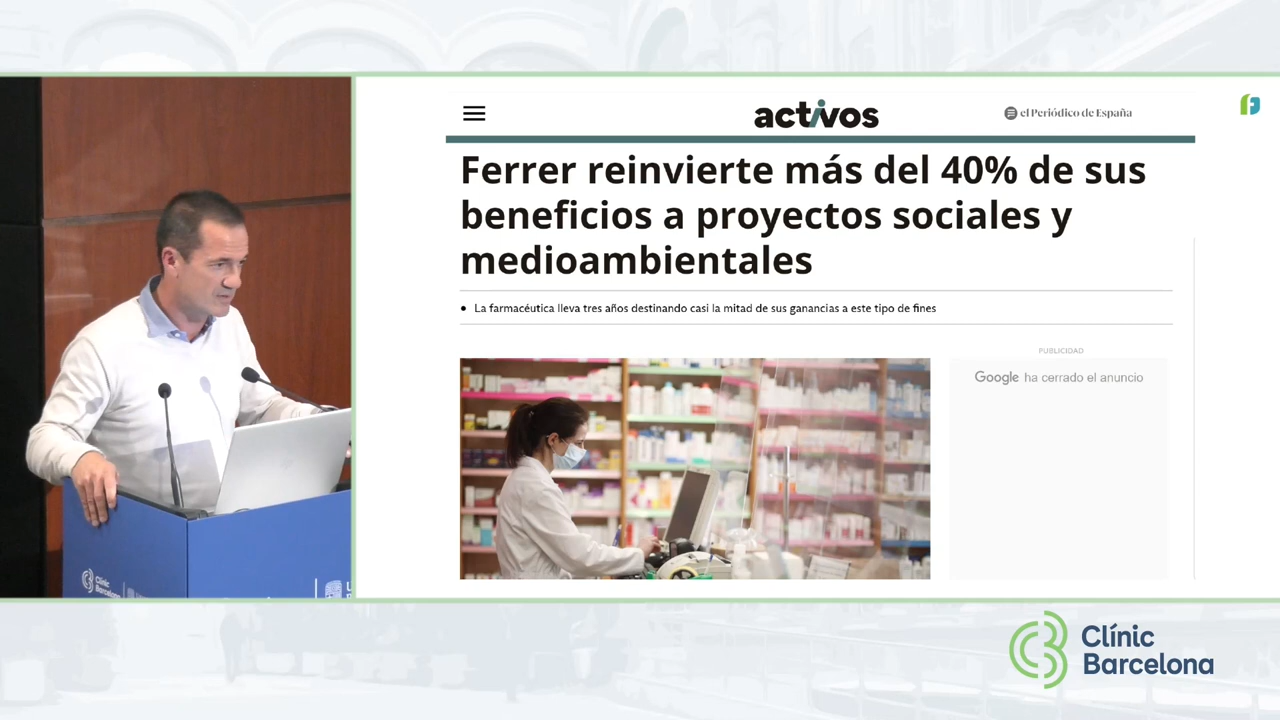 activos
el Periódico de España
Ferrer reinvierte más del 40% de sus
beneficios a proyectos sociales y
medioambientales
• La farmacéutica lleva tres años destinando casi la mitad de sus ganancias a este tipo de fines
PUBLICIDAD
Google ha cerrado el anuncio
Clínic
Barcelona
Clínic
Barcelona